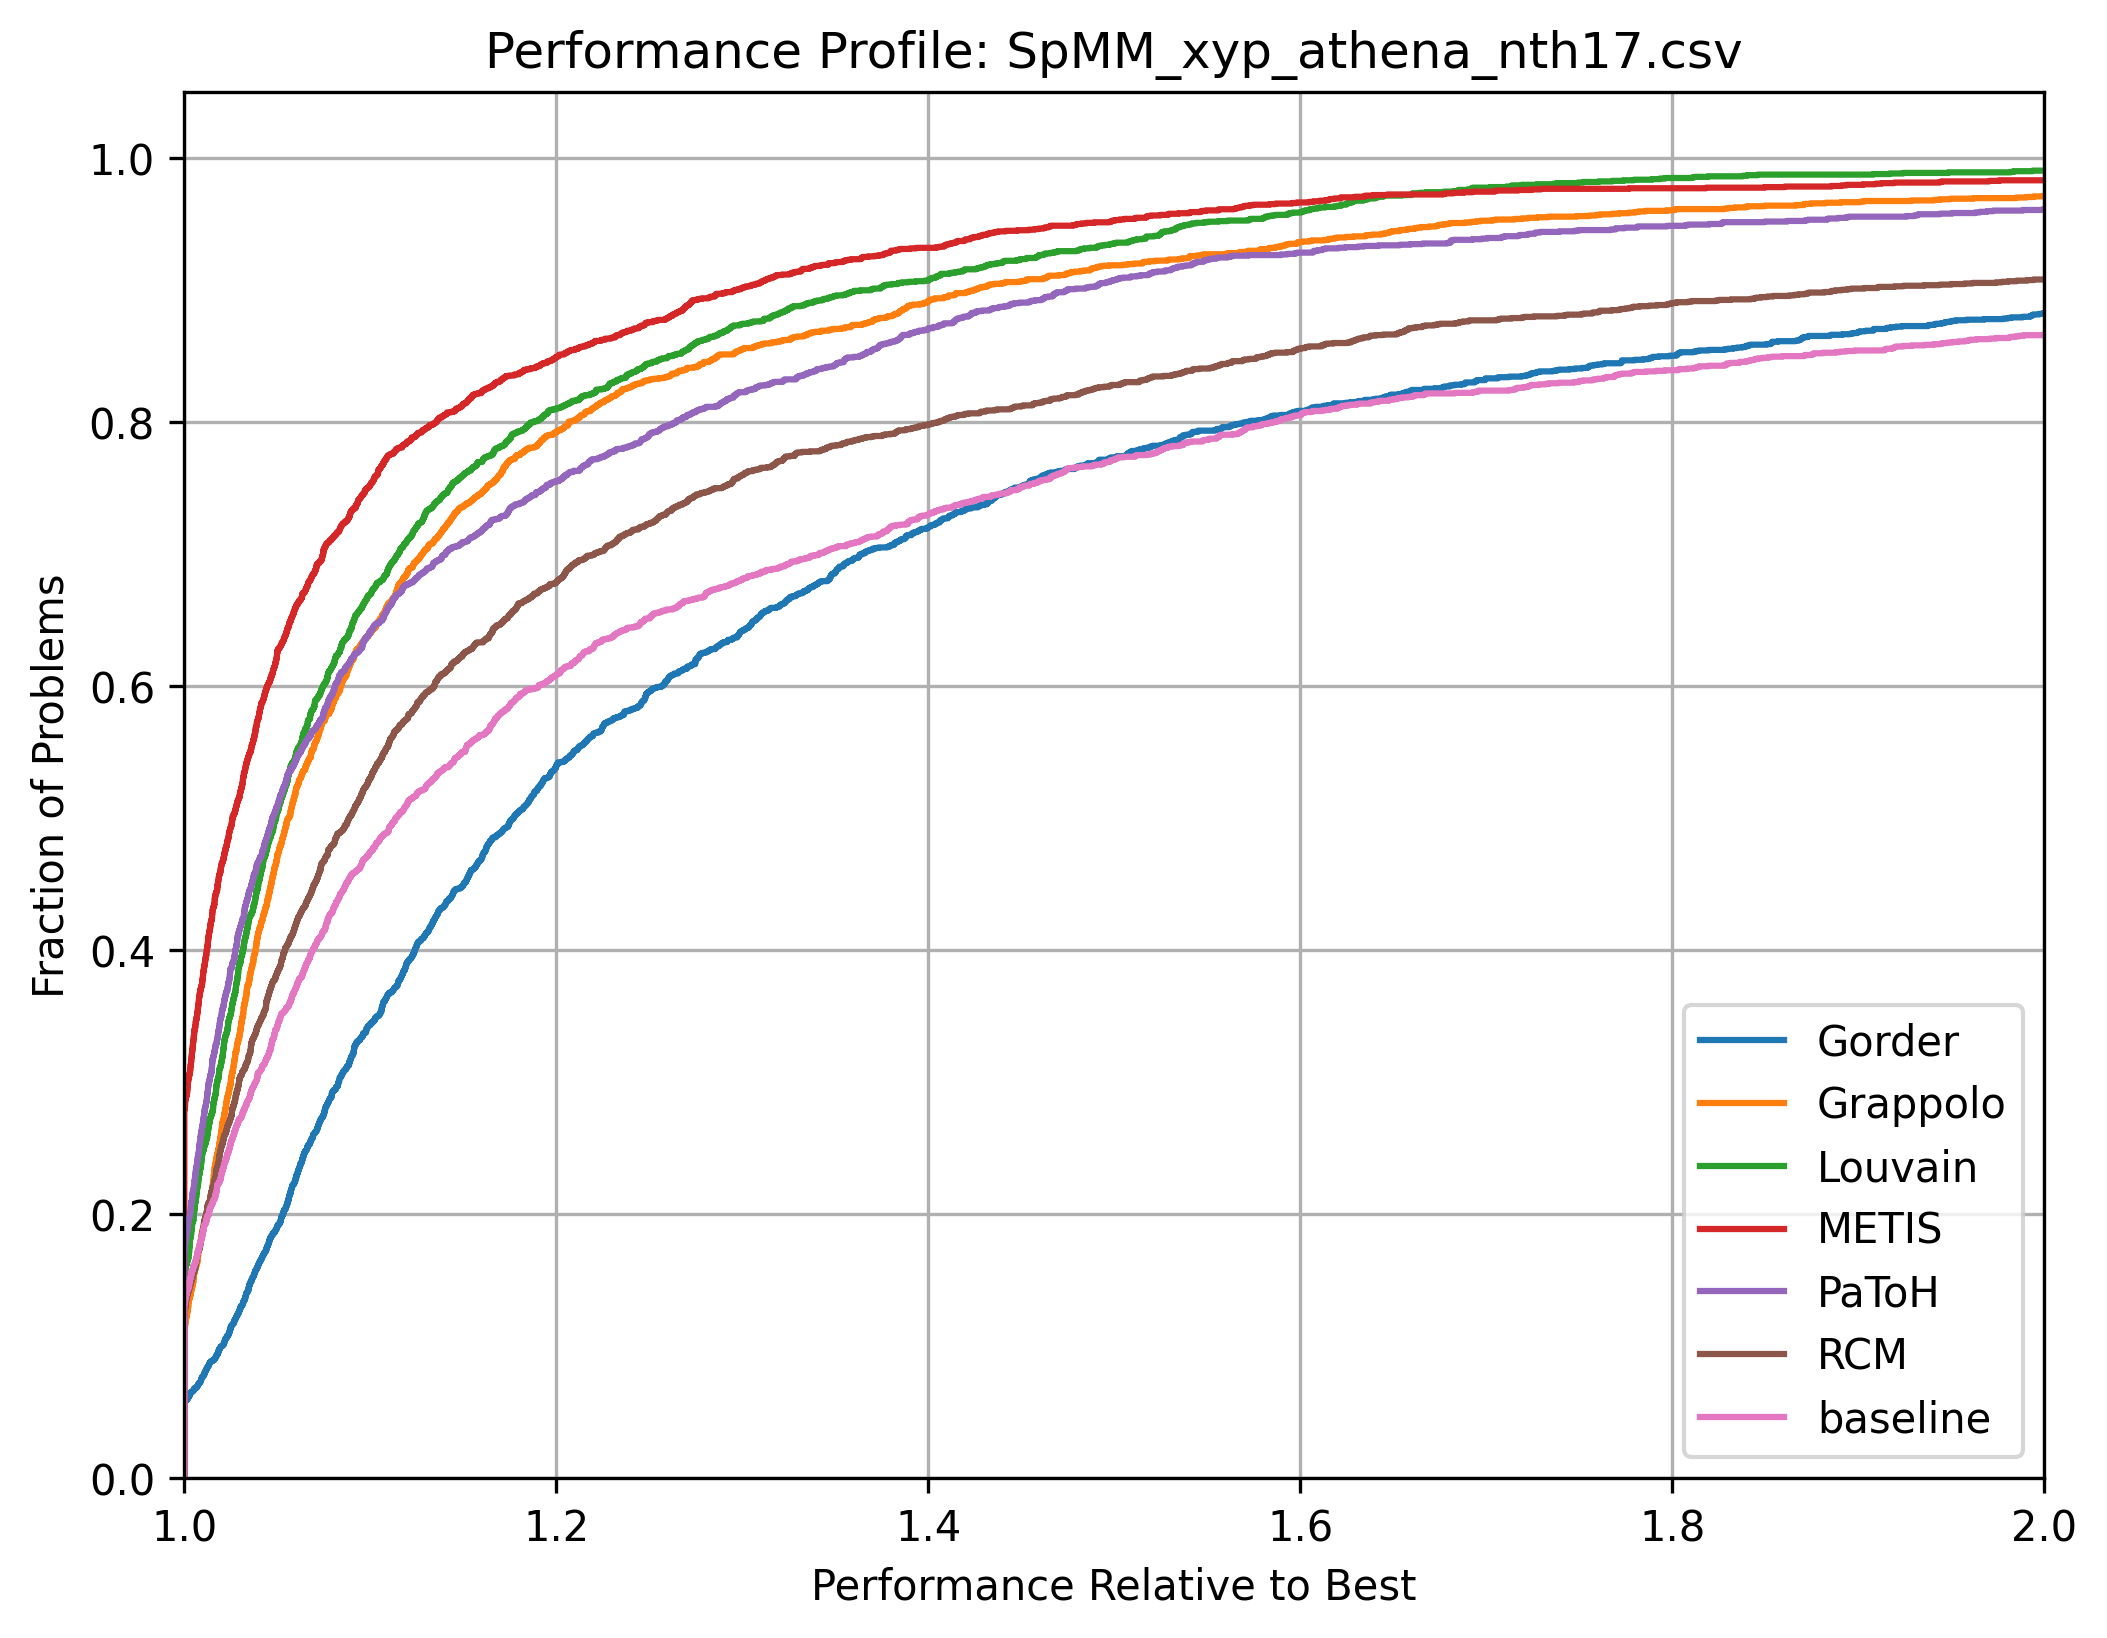 Performance Profile: SpMM_xyp_athena_nth17.csv
Fraction of Problems
1.0
0.8
0.6
0.4
0.2
0.0
1.0 1.2 1.4 1.6 1.8 2.0
Performance Relative to Best
Gorder
Grappolo
Louvain
METIS
PaToH
RCM
baseline